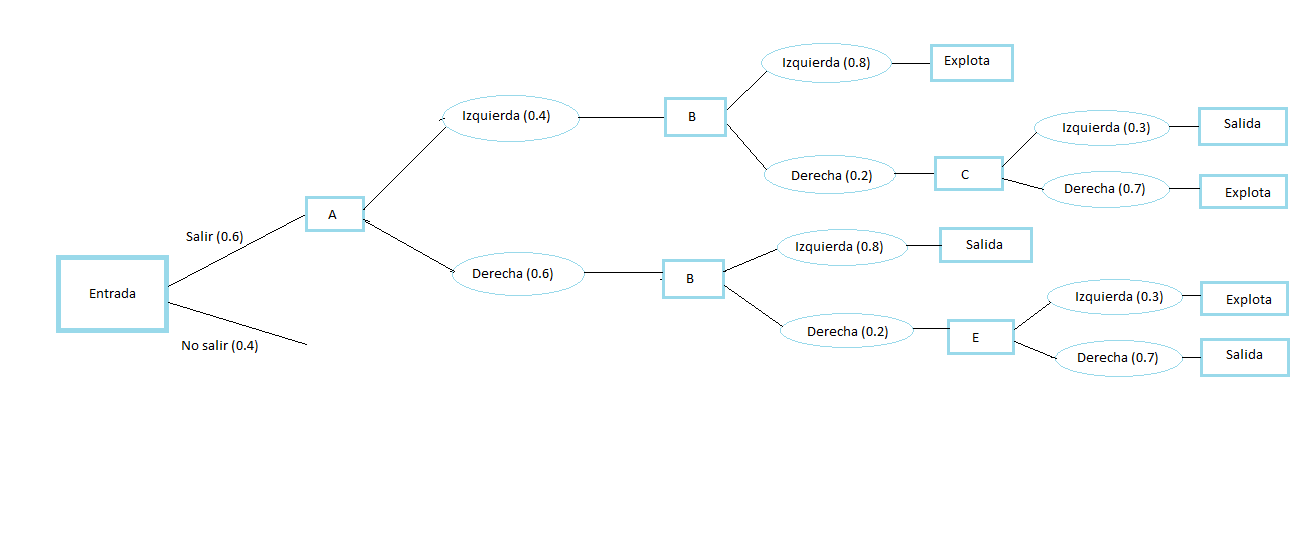 Izquierda (0.8)
Explota
Izquierda (0.4)
B
Izquierda (0.3)
Salida
Derecha (0.2)
C
Derecha (0.7)
Explota
Salir (0.6)
A
Izquierda (0.8)
Salida
Derecha (0.6)
B
Entrada
Izquierda (0.3)
Explota
Derecha (0.2)
E
No salir (0.4)
Derecha (0.7)
Salida